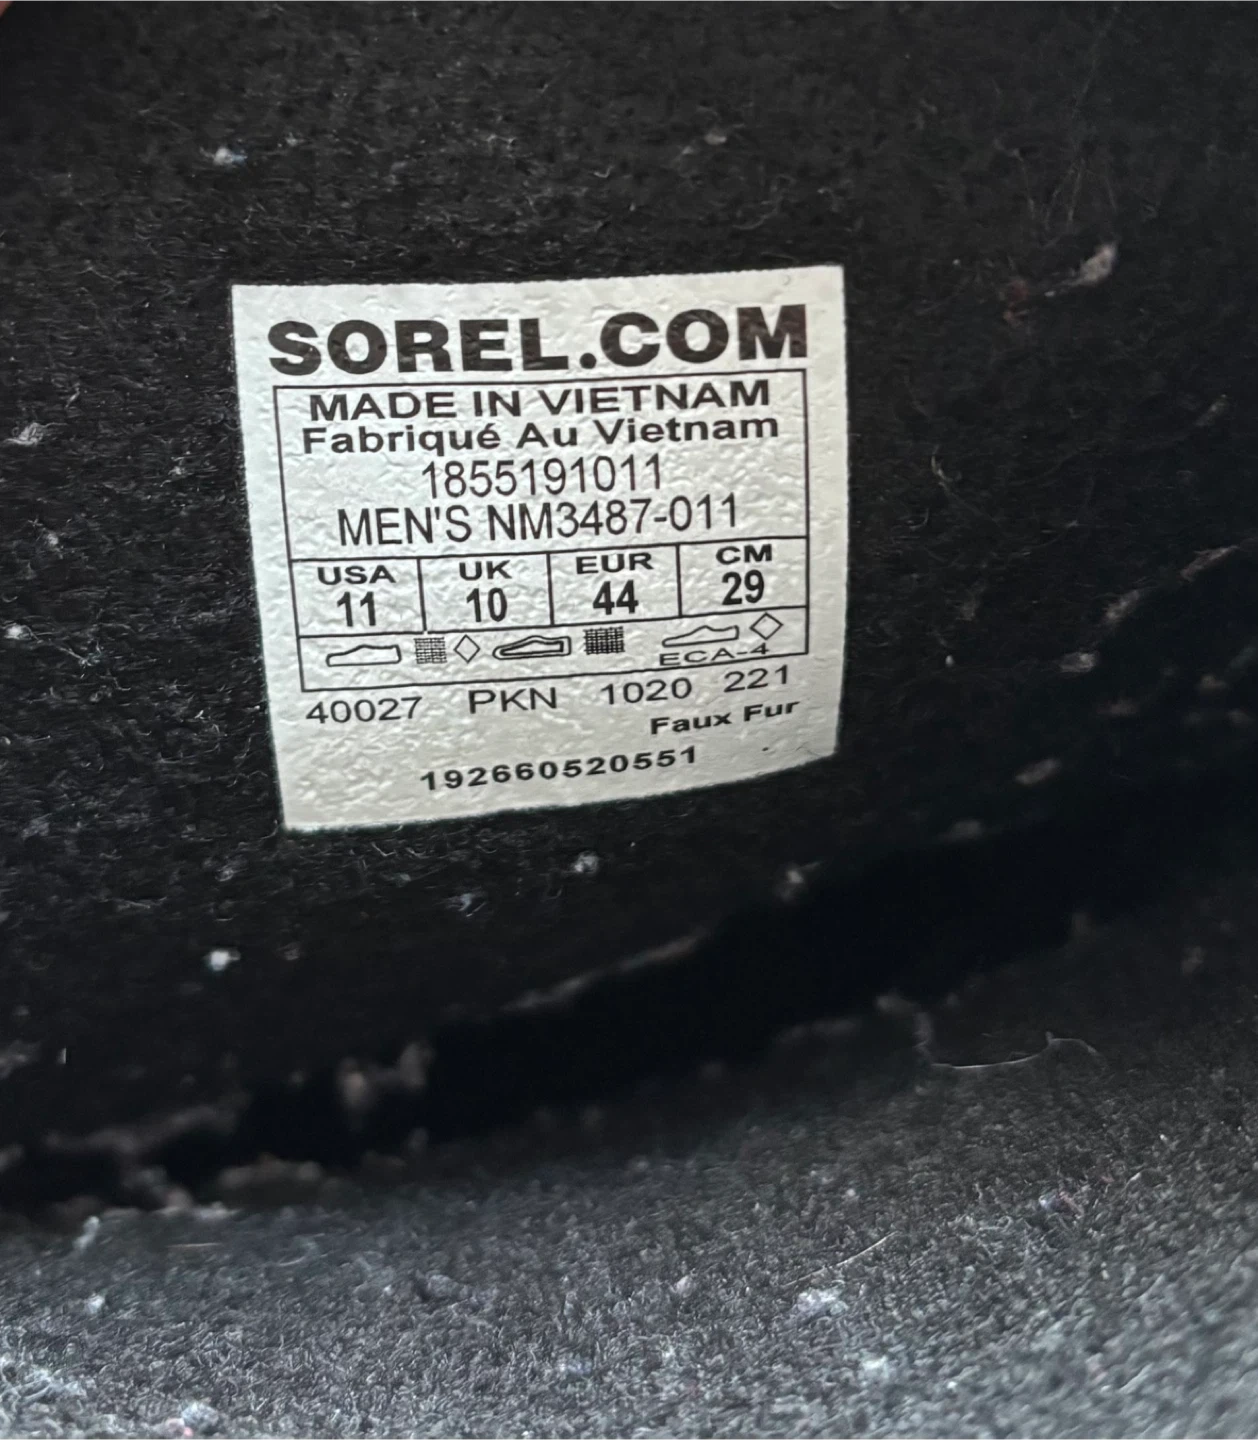 SOREL.COM
MADE IN VIETNAM
Fabriqué Au Vietnam
1855191011
MEN'S NM3487-011
USA UK EUR CM
11 10 44 29
ECA-4
40027 PKN 1020 221
Faux Fur
192660520551